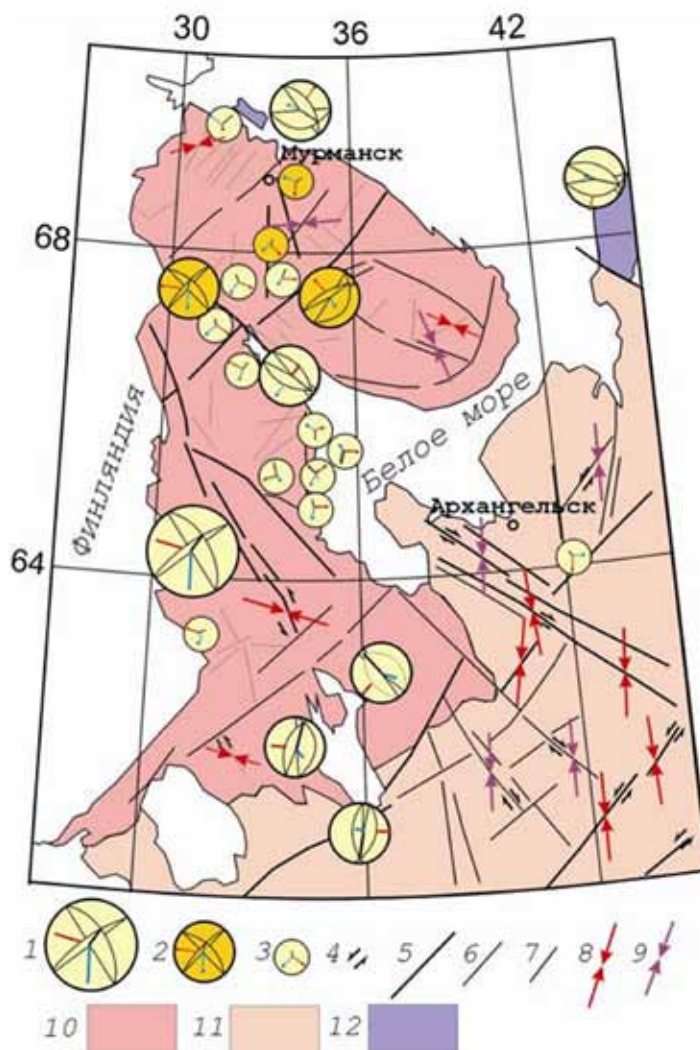 30 36 42
Мурманск
68
Финляндия
Белое море
Архангельск
64
1 2 3 4 5 6 7 8 9
10 11 12